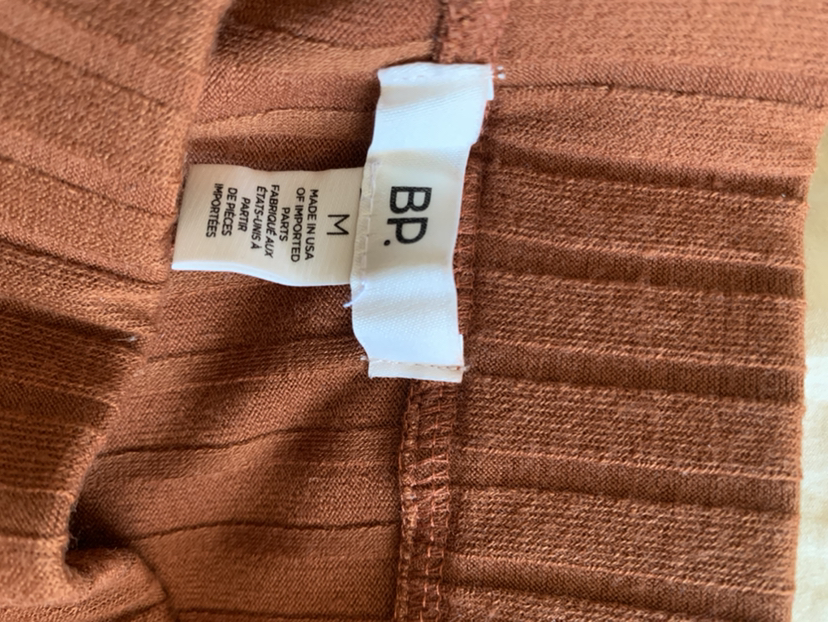 BP.
M
MADE IN USA
OF IMPORTED
PARTS
FABRIQUÉ AUX
ÉTATS-UNIS À
PARTIR
DE PIÈCES
IMPORTÉES